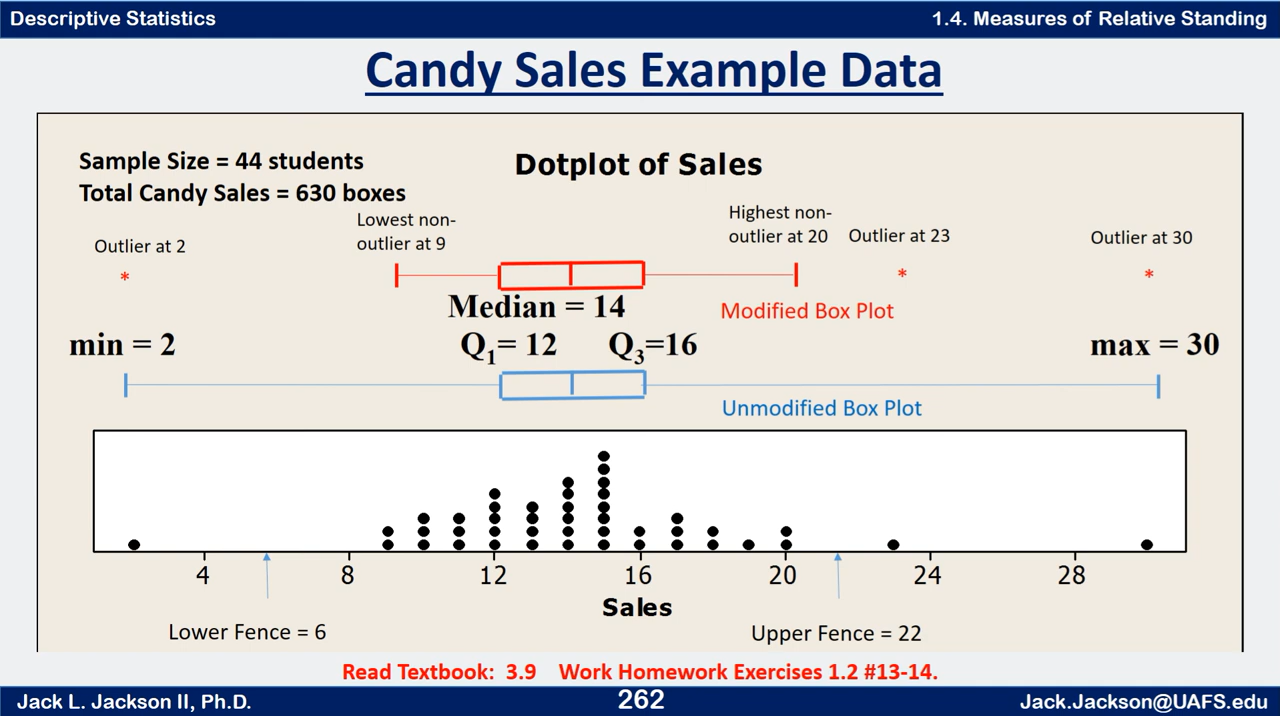 Descriptive Statistics
1.4. Measures of Relative Standing
Candy Sales Example Data
Sample Size = 44 students
Total Candy Sales = 630 boxes
Dotplot of Sales
Outlier at 2
Lowest non-
outlier at 9
Highest non-
outlier at 20
Outlier at 23
Outlier at 30
*
*
*
Median = 14
Modified Box Plot
min = 2
Q1= 12
Q3=16
max = 30
Unmodified Box Plot
4 8 12 16 20 24 28
Sales
Lower Fence = 6
Upper Fence = 22
Read Textbook: 3.9 Work Homework Exercises 1.2 #13-14.
Jack L. Jackson II, Ph.D.
262
Jack.Jackson@UAFS.edu